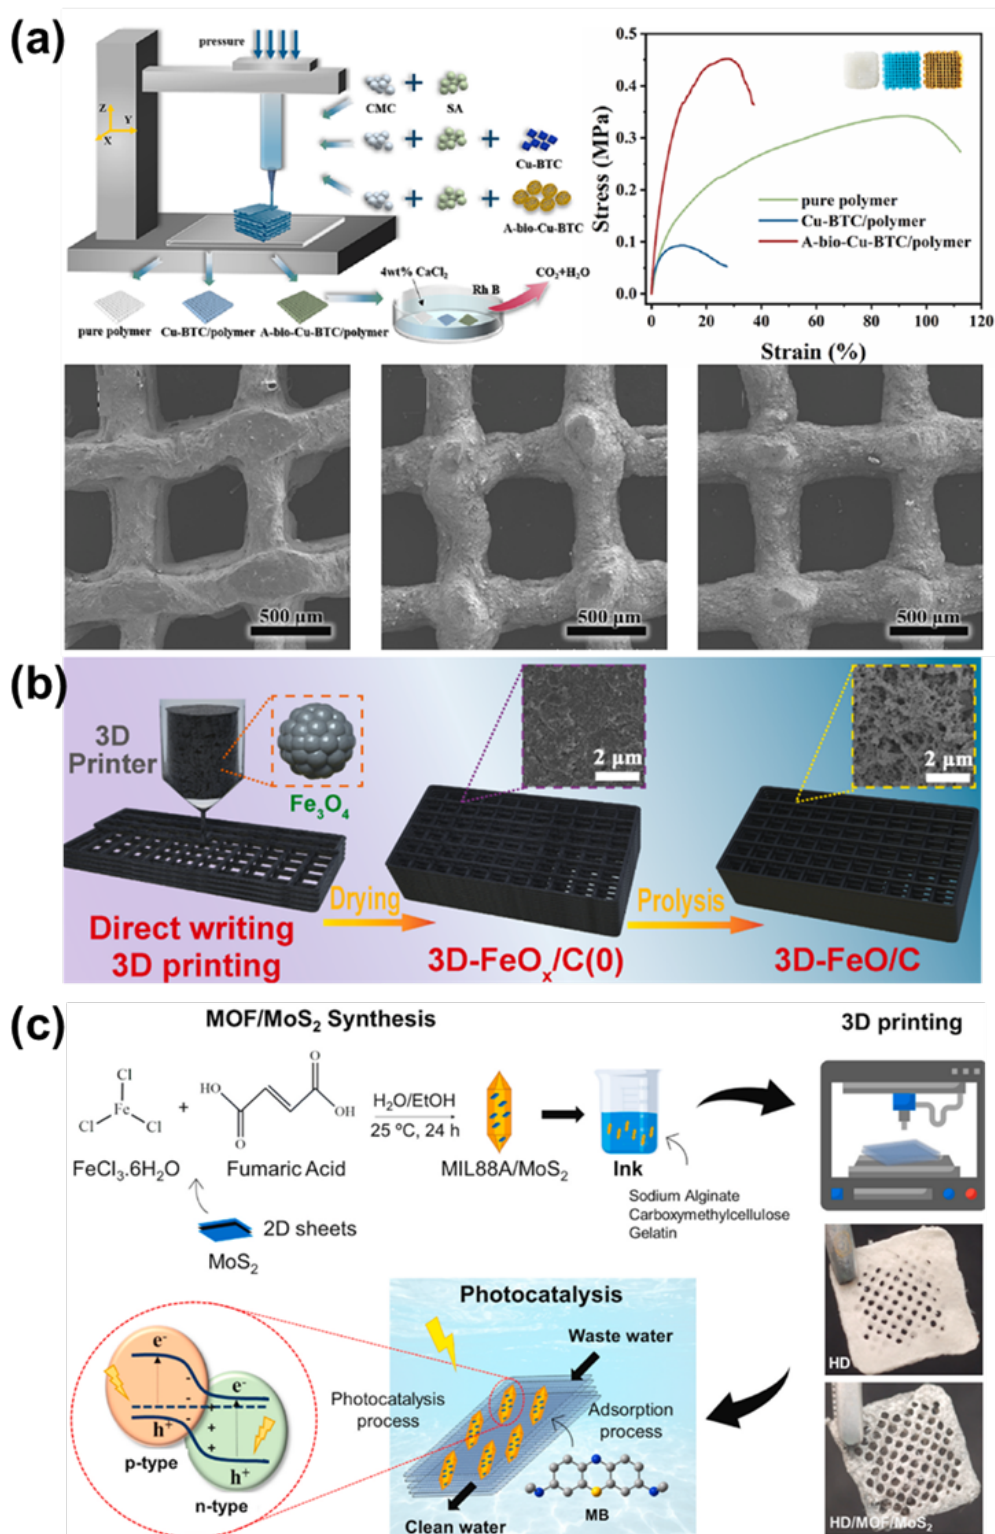 (a)
pressure
Z
Y
X
CMC + SA
+ +
Cu-BTC
+ +
A-bio-Cu-BTC
4wt% CaCl2
Rh B
CO2+H2O
pure polymer
Cu-BTC/polymer
A-bio-Cu-BTC/polymer
Stress (MPa)
0.5
0.4
0.3
0.2
0.1
0.0
pure polymer
Cu-BTC/polymer
A-bio-Cu-BTC/polymer
0 20 40 60 80 100 120
Strain (%)
500 μm
500 μm
500 μm
(b)
3D
Printer
Fe3O4
2 μm
2 μm
Drying
Prolysis
Direct writing
3D printing
3D-FeOx/C(0)
3D-FeO/C
(c)
MOF/MoS2 Synthesis
3D printing
Cl
Fe
Cl
Cl
+
HO
O
O
OH
H2O/EtOH
25 ºC, 24 h
FeCl3.6H2O
Fumaric Acid
MIL88A/MoS2
Ink
Sodium Alginate
Carboxymethylcellulose
Gelatin
2D sheets
MoS2
HD
HD/MOF/MoS2
Photocatalysis
Waste water
Photocatalysis
process
Adsorption
process
MB
Clean water
e-
h+
p-type
e-
h+
n-type
- - -
+ + +